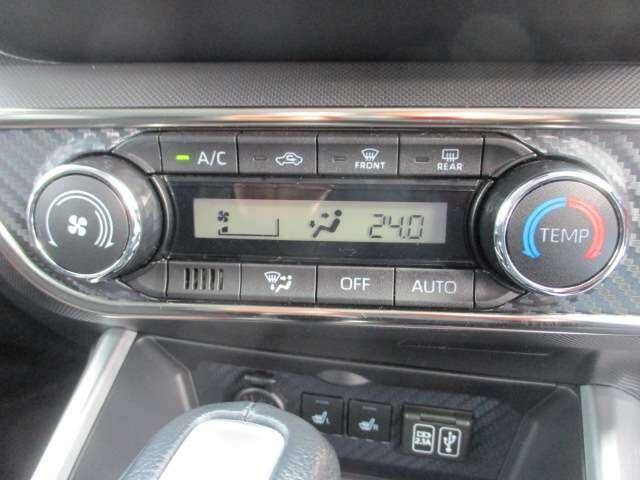 A/C
FRONT
REAR
24.0
TEMP
OFF
AUTO
L
R
2.1A